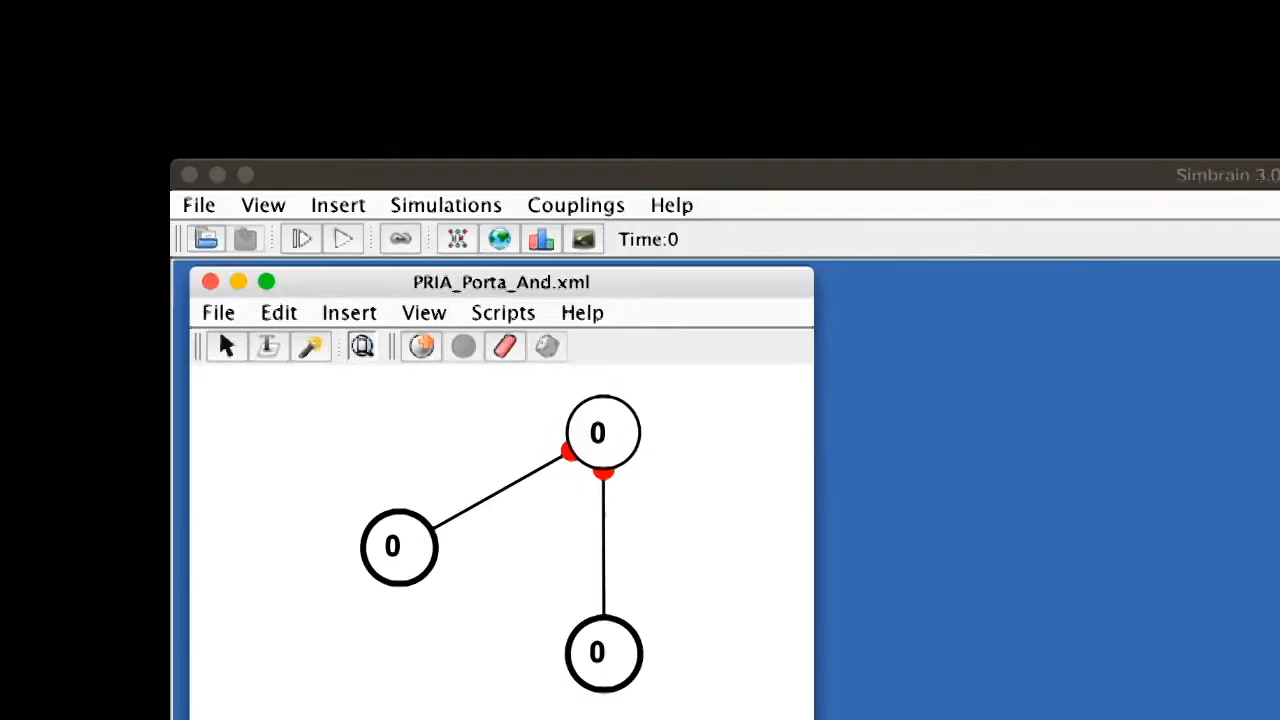 Simbrain 3.0
File View Insert Simulations Couplings Help
Time:0
PRIA_Porta_And.xml
File Edit Insert View Scripts Help
0
0
0